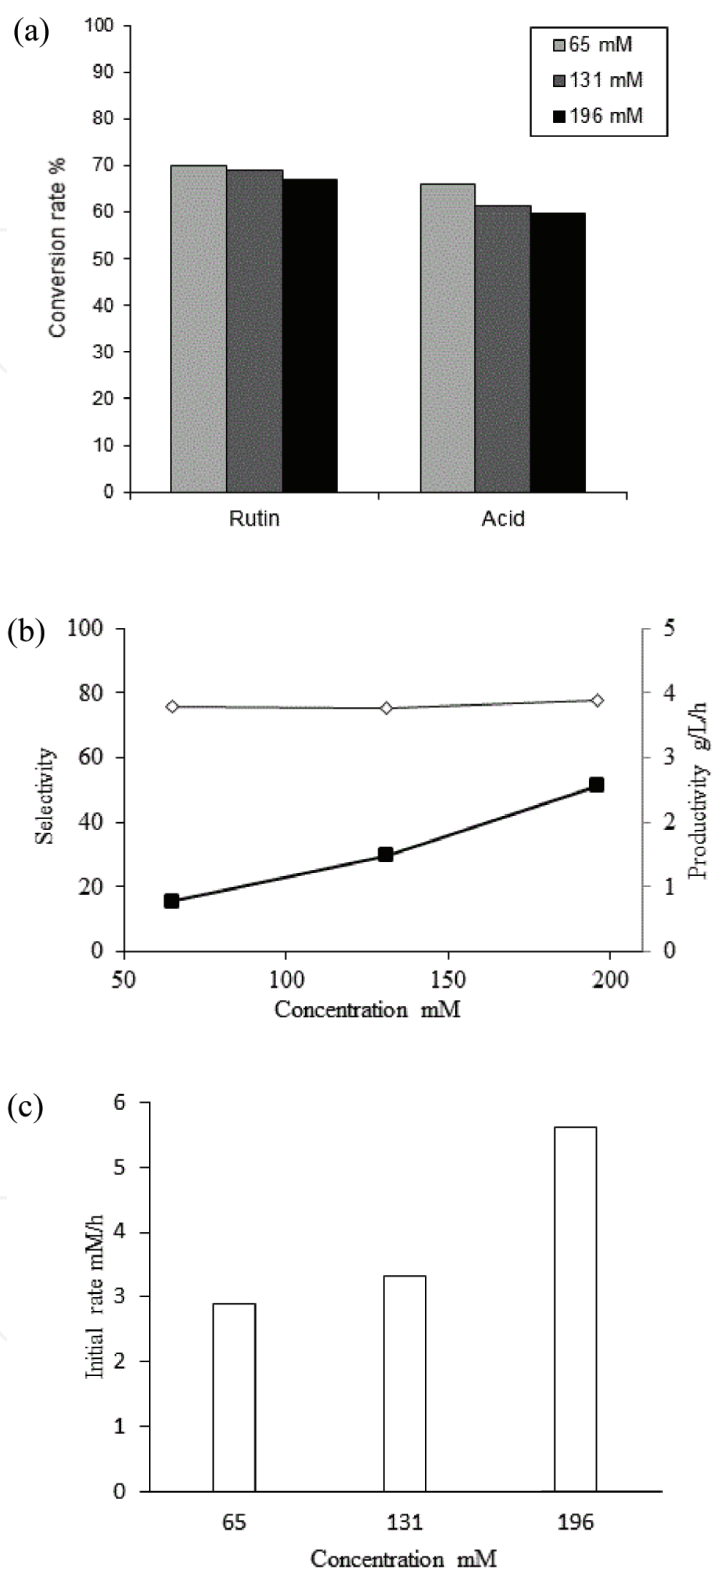 (a)
100
90
80
70
60
50
40
30
20
10
0
Conversion rate %
65 mM
131 mM
196 mM
Rutin Acid
(b)
100
80
60
40
20
0
Selectivity
5
4
3
2
1
0
Productivity g/L/h
50 100 150 200
Concentration mM
(c)
6
5
4
3
2
1
0
Initial rate mM/h
65 131 196
Concentration mM